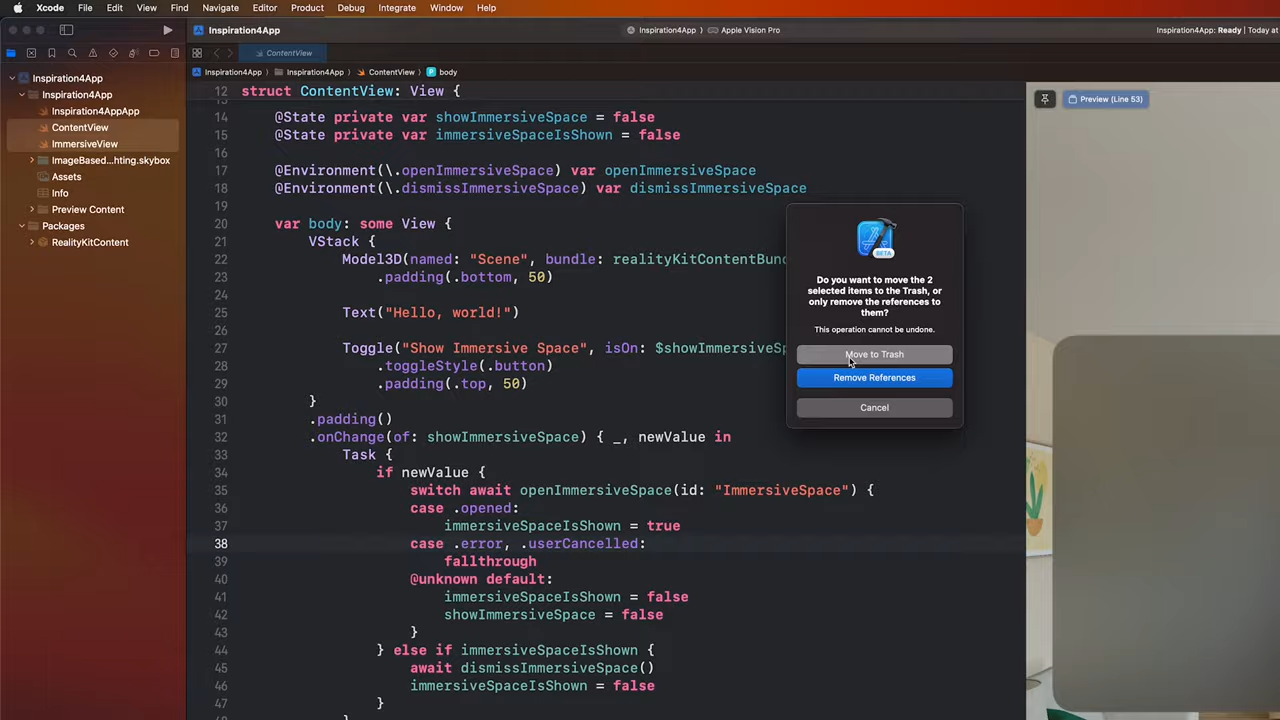 Xcode File Edit View Find Navigate Editor Product Debug Integrate Window Help
Inspiration4App
Inspiration4App
Apple Vision Pro
Inspiration4App: Ready | Today at
ContentView
Inspiration4App
Inspiration4App
ContentView
body
Inspiration4App
Inspiration4App
Inspiration4AppApp
ContentView
ImmersiveView
ImageBased...hting.skybox
Assets
Info
Preview Content
Packages
RealityKitContent
12 struct ContentView: View {
14 @State private var showImmersiveSpace = false
15 @State private var immersiveSpaceIsShown = false
16
17 @Environment(\.openImmersiveSpace) var openImmersiveSpace
18 @Environment(\.dismissImmersiveSpace) var dismissImmersiveSpace
19
20 var body: some View {
21 VStack {
22 Model3D(named: "Scene", bundle: realityKitContentBund
23 .padding(.bottom, 50)
24
25 Text("Hello, world!")
26
27 Toggle("Show Immersive Space", isOn: $showImmersiveSp
28 .toggleStyle(.button)
29 .padding(.top, 50)
30 }
31 .padding()
32 .onChange(of: showImmersiveSpace) { _, newValue in
33 Task {
34 if newValue {
35 switch await openImmersiveSpace(id: "ImmersiveSpace") {
36 case .opened:
37 immersiveSpaceIsShown = true
38 case .error, .userCancelled:
39 fallthrough
40 @unknown default:
41 immersiveSpaceIsShown = false
42 showImmersiveSpace = false
43 }
44 } else if immersiveSpaceIsShown {
45 await dismissImmersiveSpace()
46 immersiveSpaceIsShown = false
47 }
Preview (Line 53)
BETA
Do you want to move the 2
selected items to the Trash, or
only remove the references to
them?
This operation cannot be undone.
Move to Trash
Remove References
Cancel